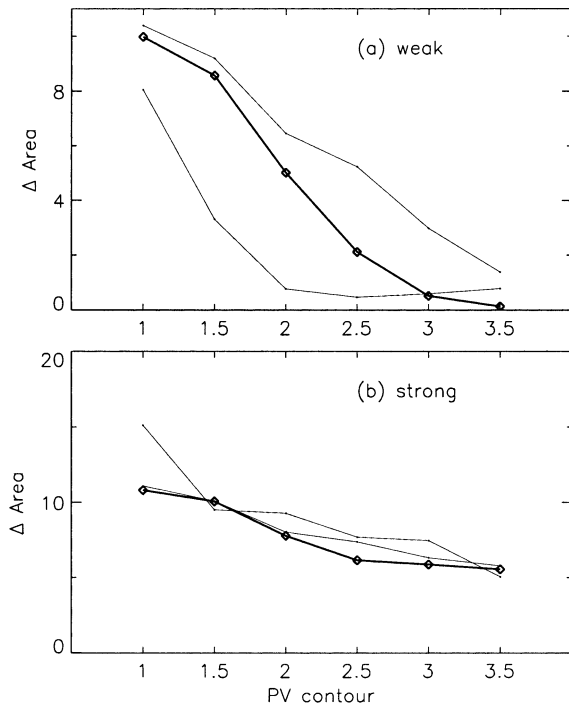 (a) weak
8
4
0
Δ Area
1 1.5 2 2.5 3 3.5
(b) strong
20
10
0
Δ Area
1 1.5 2 2.5 3 3.5
PV contour